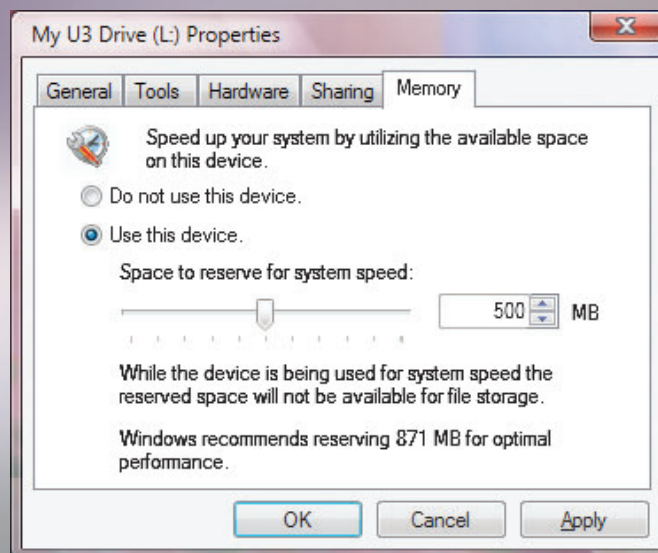 My U3 Drive (L:) Properties
General Tools Hardware Sharing Memory
Speed up your system by utilizing the available space
on this device.
Do not use this device.
Use this device.
Space to reserve for system speed:
500 MB
While the device is being used for system speed the
reserved space will not be available for file storage.
Windows recommends reserving 871 MB for optimal
performance.
OK Cancel Apply